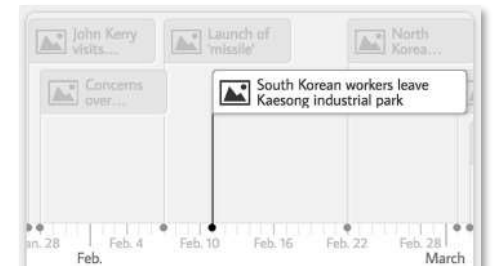 John Kerry
visits....
Launch of
'missile'
North
Korea...
Concerns
over....
South Korean workers leave
Kaesong industrial park
an. 28
Feb. 4
Feb. 10
Feb. 16
Feb. 22
Feb. 28
Feb.
March